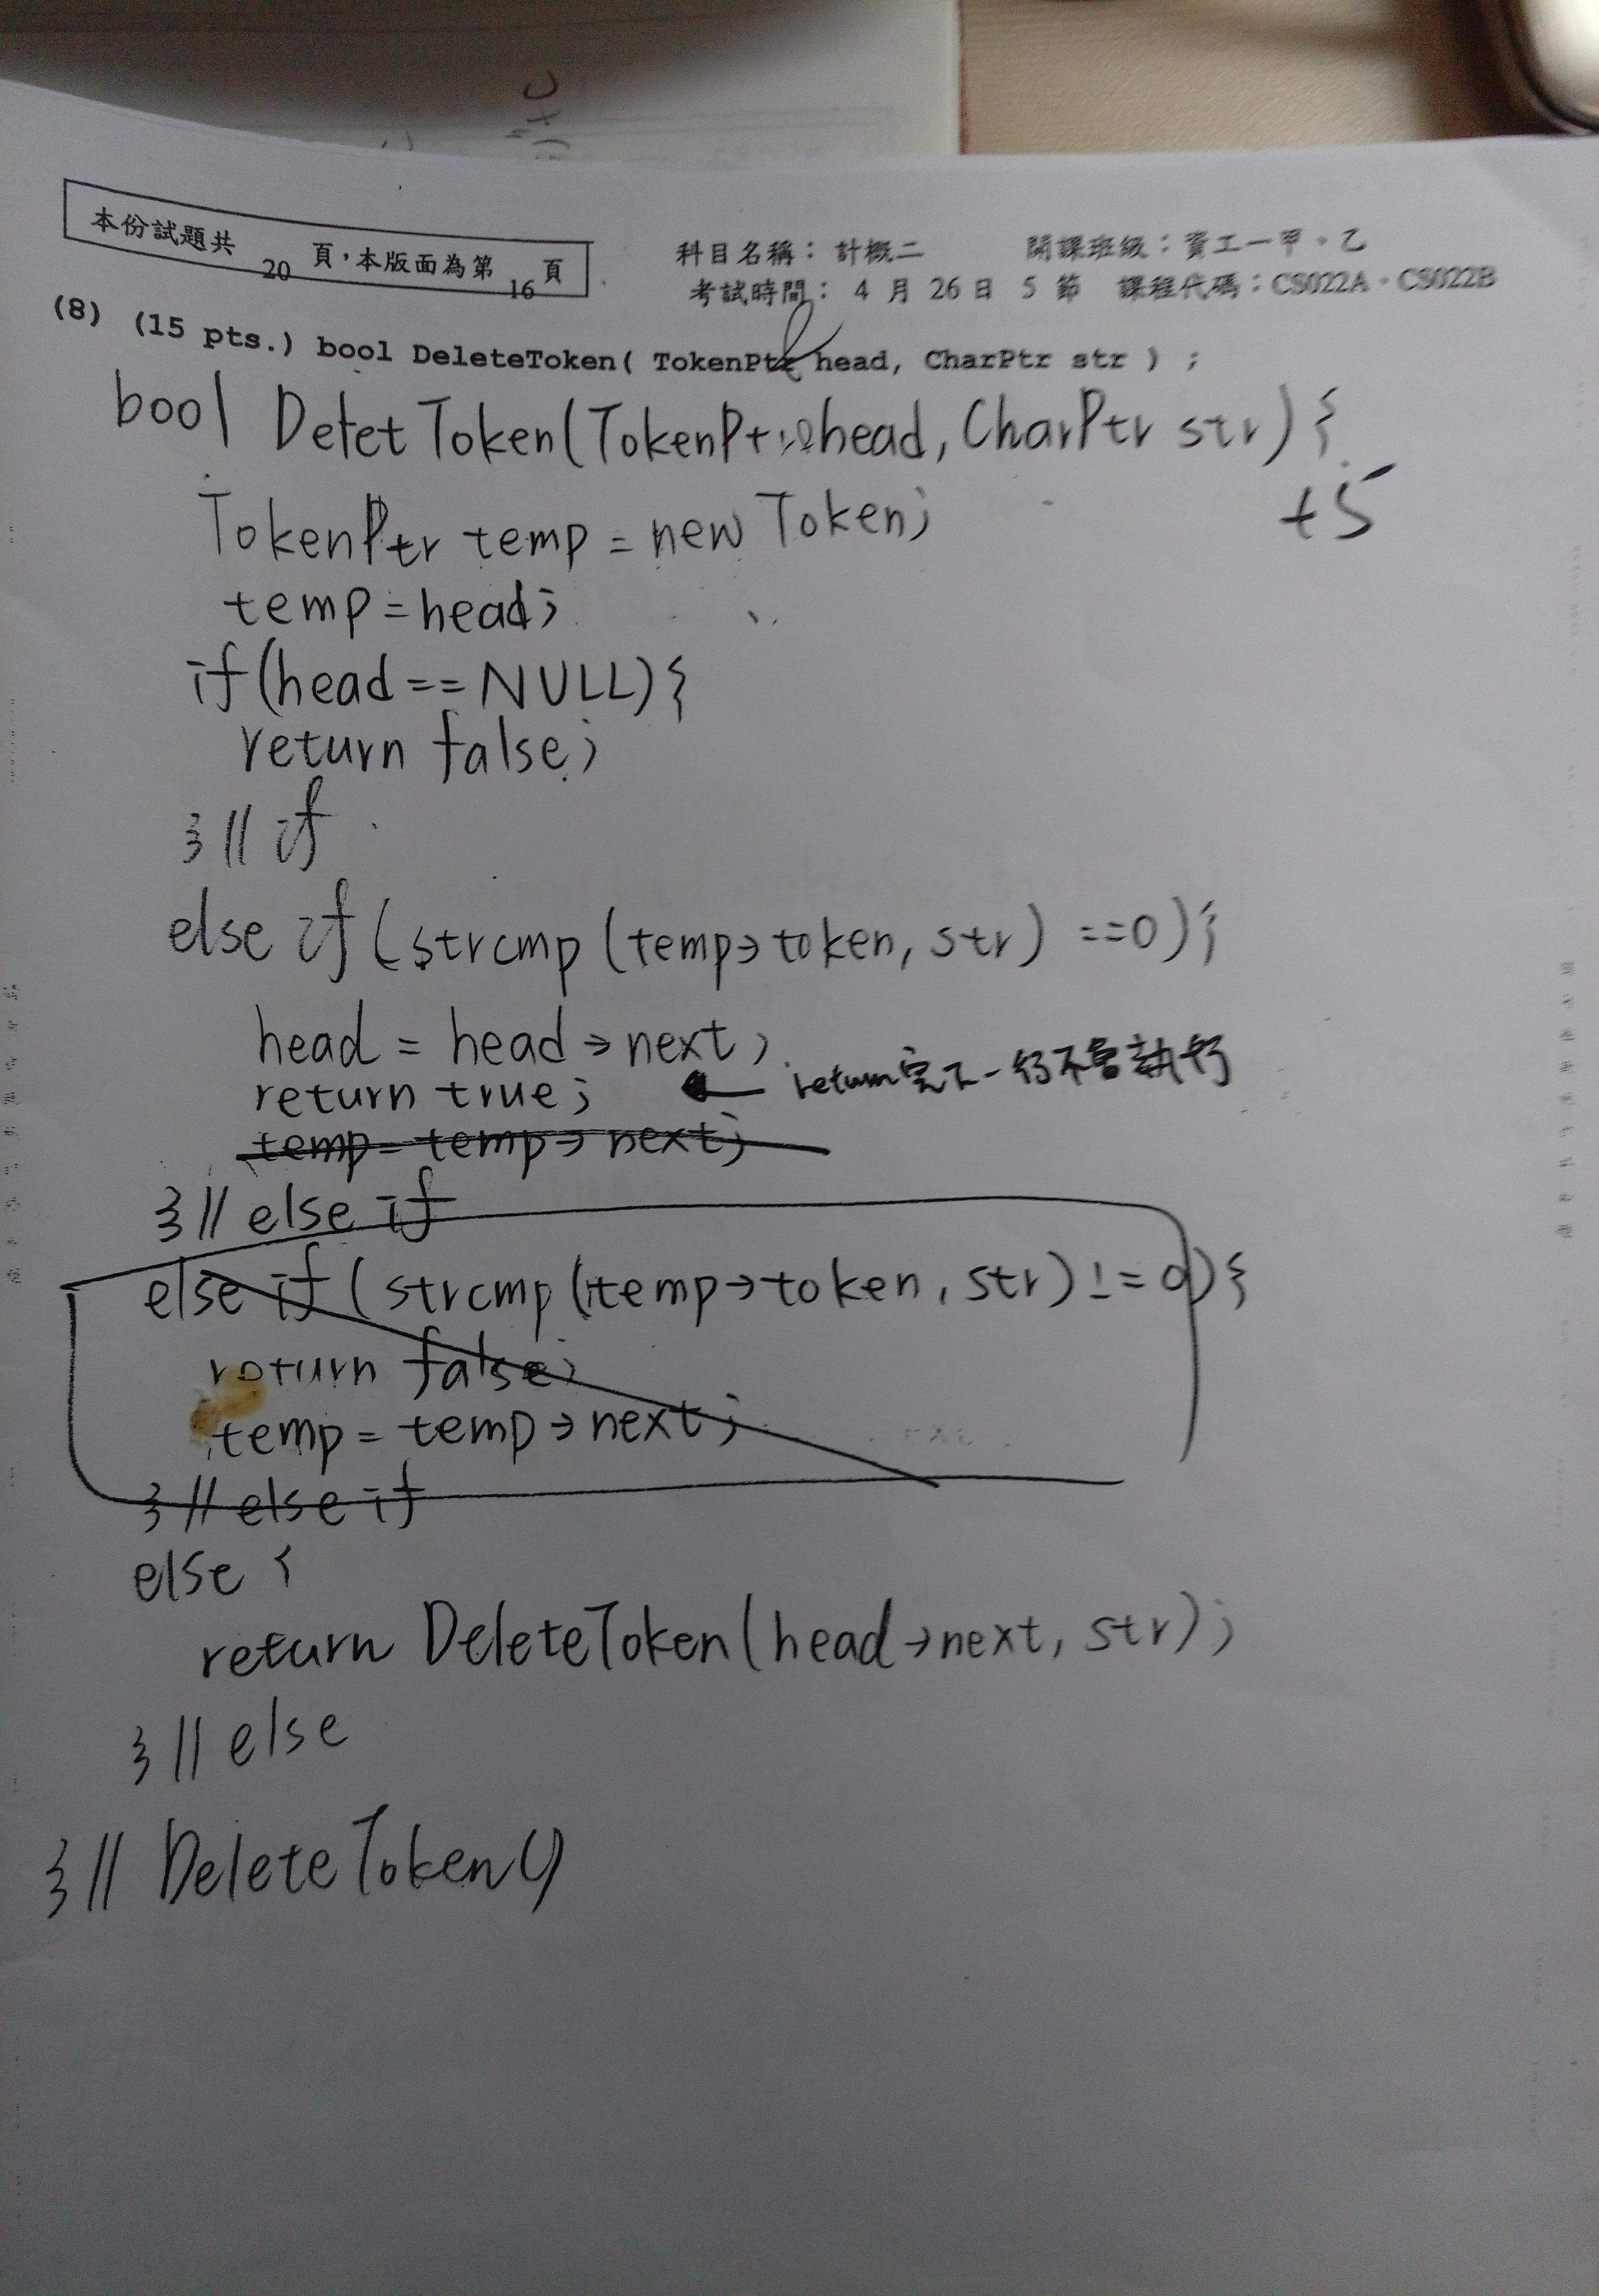 本份試題共 20 頁，本版面為第 16 頁
科目名稱： 計概二 開課班級：資工一甲、乙
考試時間： 4 月 26 日 5 節 課程代碼：CS022A、CS022B
(8) (15 pts.) bool DeleteToken( TokenPtr head, CharPtr str ) ;
&
bool Delet Token(TokenPtr head, CharPtr str) {
+5
TokenPtr temp = new Token;
temp = head;
if(head == NULL) {
return false;
} // if
else if (strcmp (temp->token, str) ==0) {
head = head -> next;
return true; ← return完下一行不會執行
temp = temp -> next;
} // else if
else if (strcmp (temp->token, str) != 0) {
return false;
temp = temp -> next;
} // else if
else {
return DeleteToken(head->next, str);
} // else
} // DeleteToken()